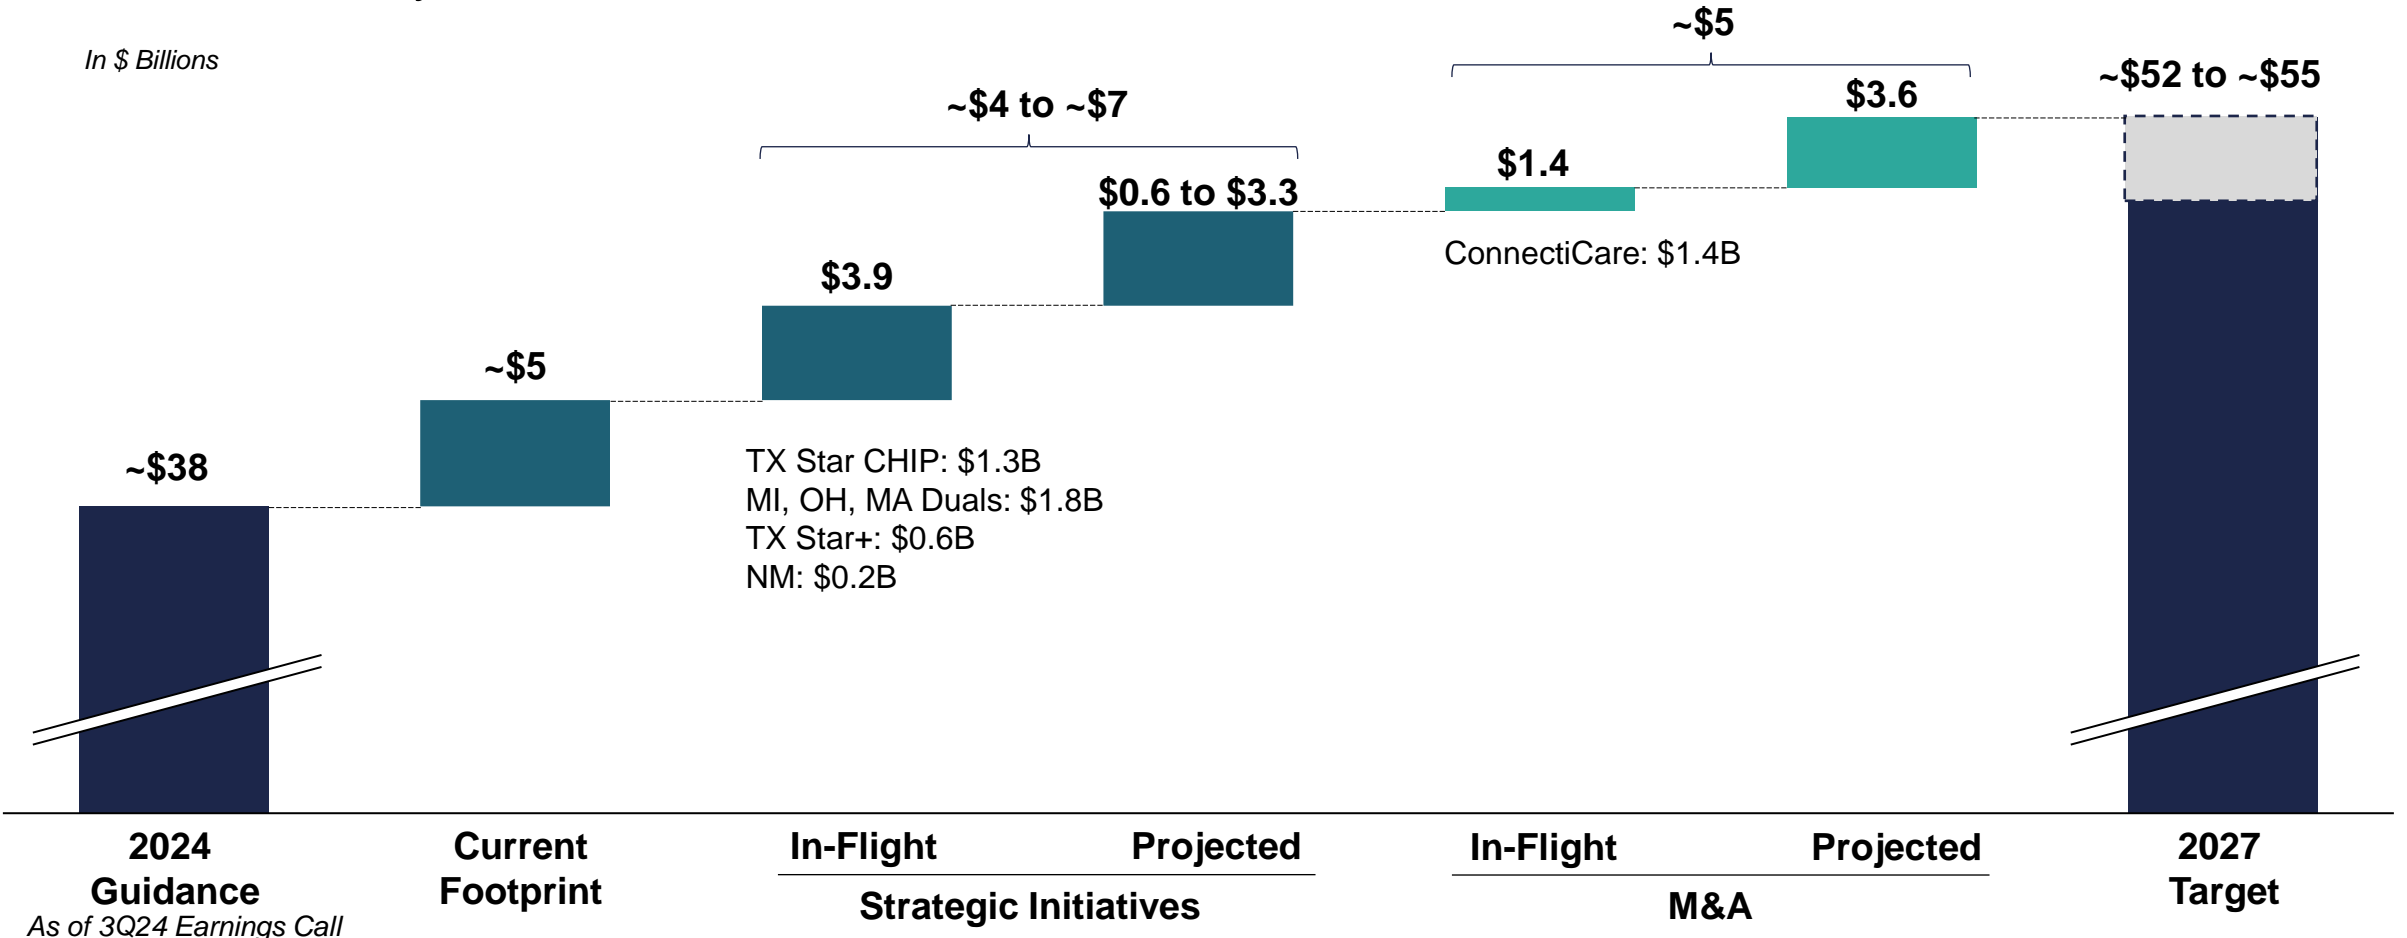 In $ Billions
~$5
~$52 to ~$55
~$4 to ~$7
$3.6
$0.6 to $3.3
$1.4
$3.9
ConnectiCare: $1.4B
~$5
~$38
TX Star CHIP: $1.3B
MI, OH, MA Duals: $1.8B
TX Star+: $0.6B
NM: $0.2B
2024
Guidance
Current
Footprint
In-Flight
Projected
Strategic Initiatives
In-Flight
Projected
M&A
2027
Target
As of 3Q24 Earnings Call